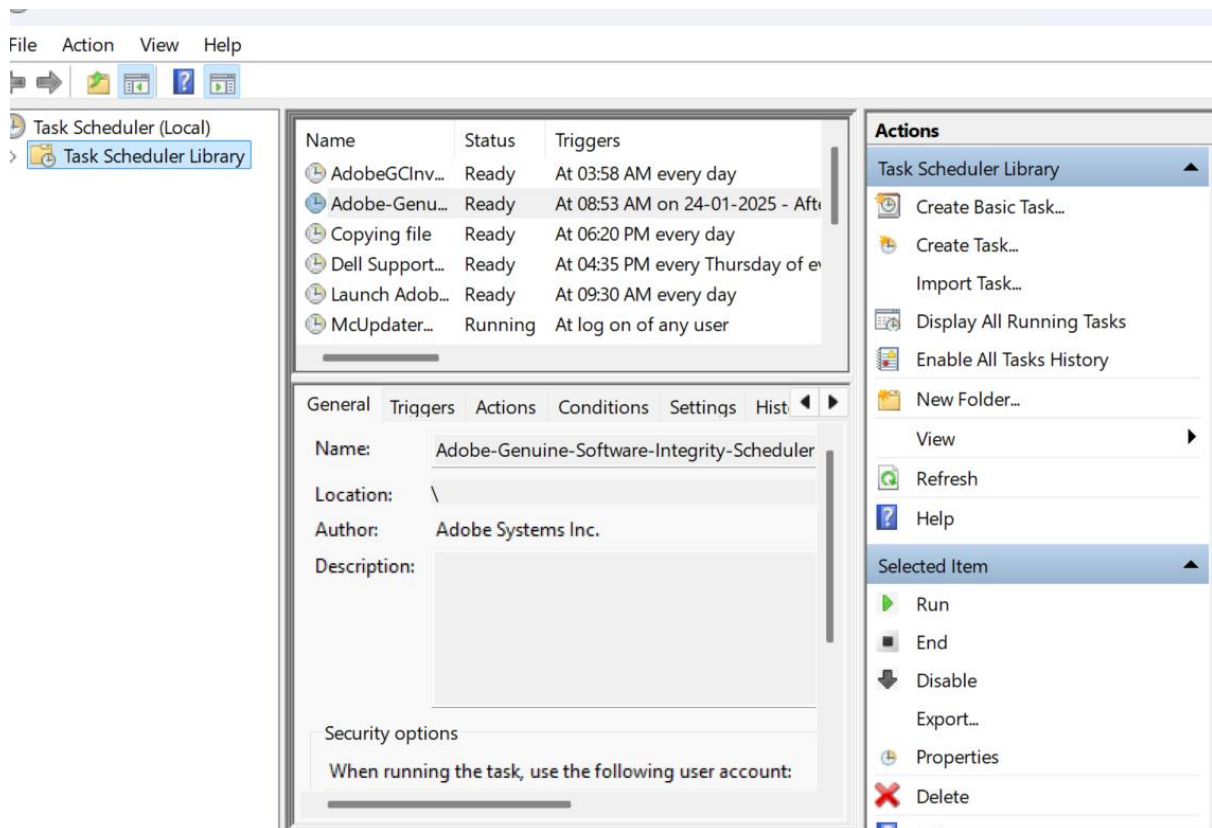 File Action View Help
Task Scheduler (Local)
Task Scheduler Library
Name Status Triggers
AdobeGCInv... Ready At 03:58 AM every day
Adobe-Genu... Ready At 08:53 AM on 24-01-2025 - Afte
Copying file Ready At 06:20 PM every day
Dell Support... Ready At 04:35 PM every Thursday of ev
Launch Adob... Ready At 09:30 AM every day
McUpdater... Running At log on of any user
General Triggers Actions Conditions Settings Hist
Name: Adobe-Genuine-Software-Integrity-Scheduler
Location: \
Author: Adobe Systems Inc.
Description:
Security options
When running the task, use the following user account:
Actions
Task Scheduler Library
Create Basic Task...
Create Task...
Import Task...
Display All Running Tasks
Enable All Tasks History
New Folder...
View
Refresh
Help
Selected Item
Run
End
Disable
Export...
Properties
Delete